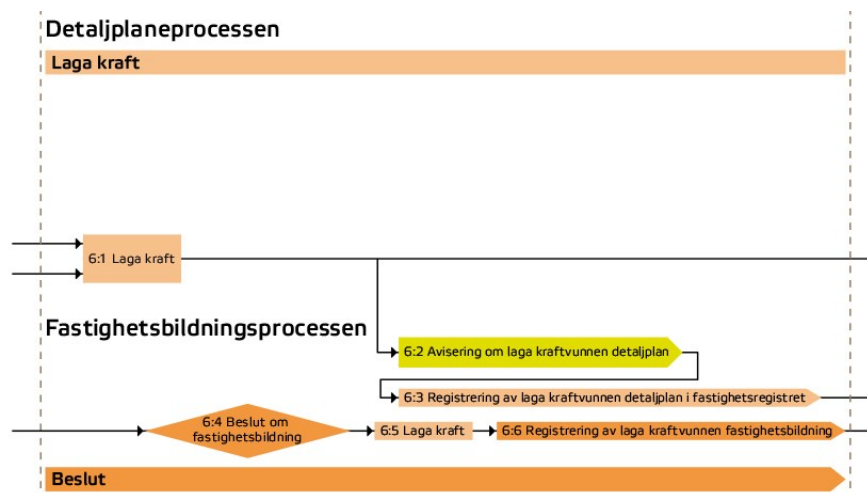 Detaljplaneprocessen
Laga kraft
6:1 Laga kraft
Fastighetsbildningsprocessen
6:2 Avisering om laga kraftvunnen detaljplan
6:3 Registrering av laga kraftvunnen detaljplan i fastighetsregistret
6:4 Beslut om
fastighetsbildning
6:5 Laga kraft
6:6 Registrering av laga kraftvunnen fastighetsbildning
Beslut